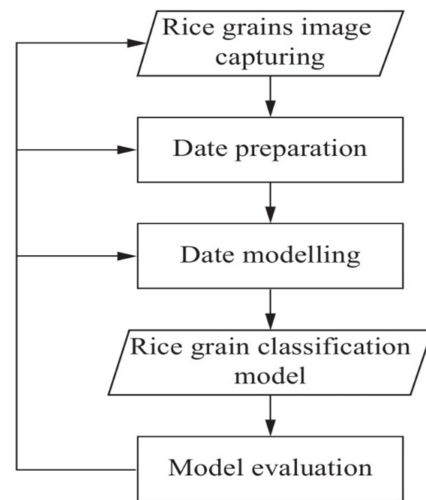 Rice grains image
capturing
Date preparation
Date modelling
Rice grain classification
model
Model evaluation